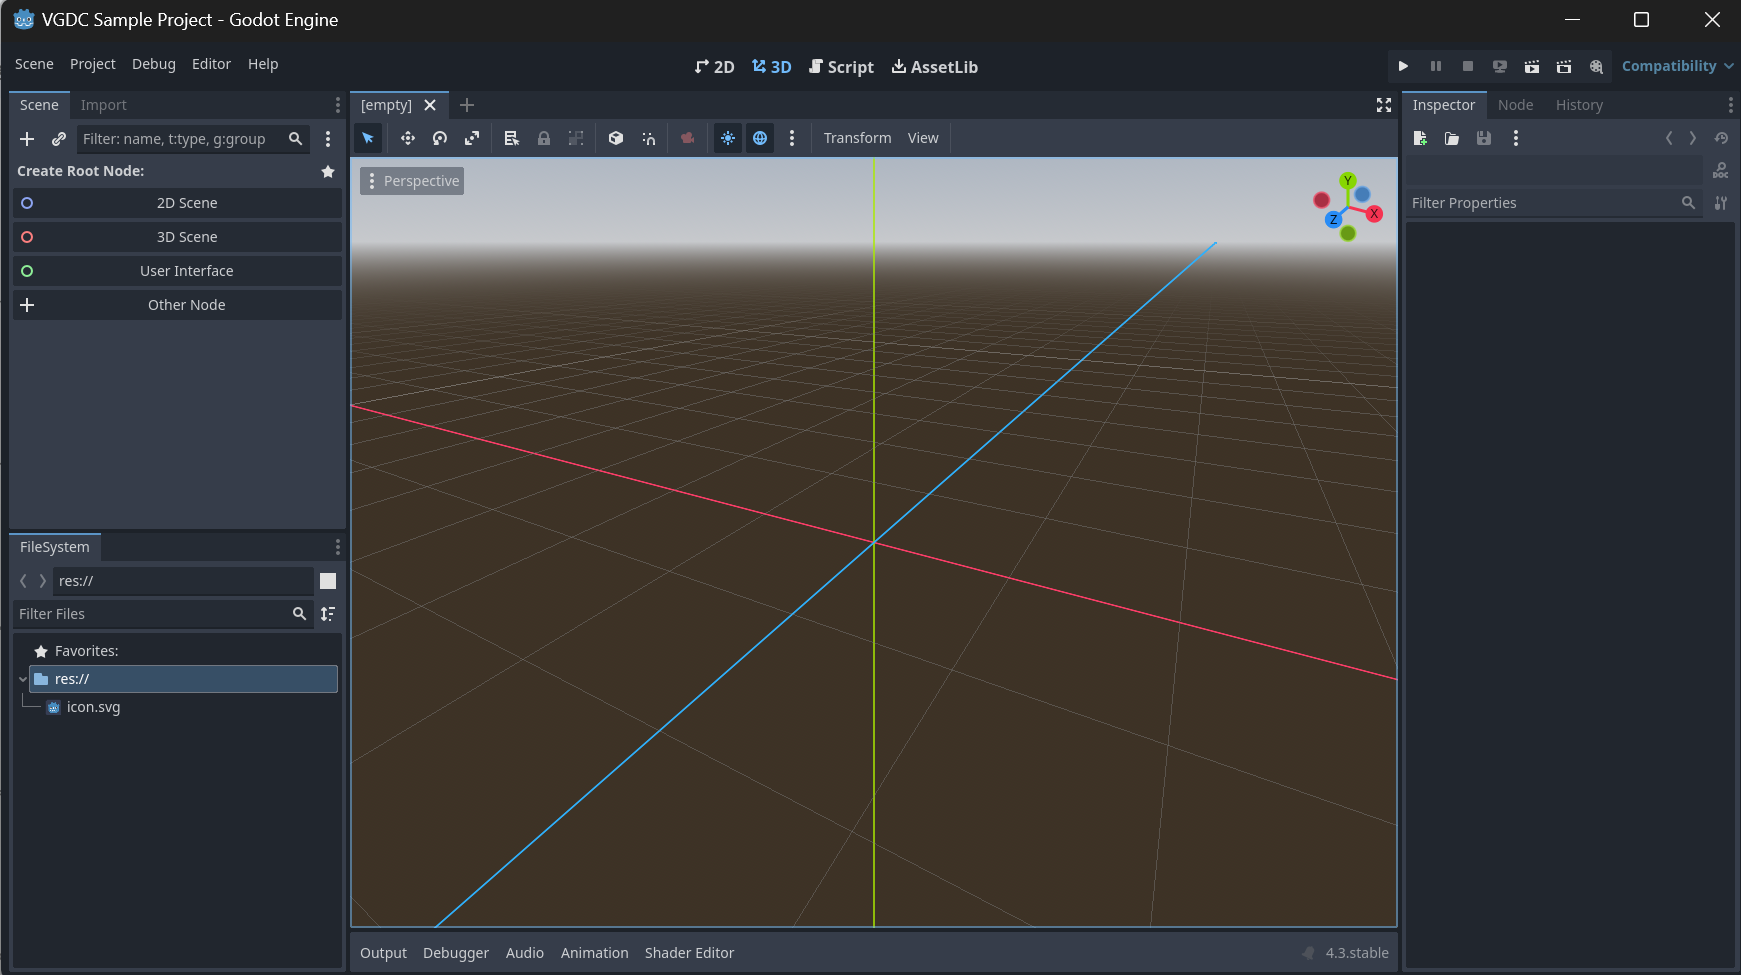 VGDC Sample Project - Godot Engine
Scene Project Debug Editor Help
2D 3D Script AssetLib
Compatibility
Scene Import
[empty]
Inspector Node History
Filter: name, t:type, g:group
Transform View
Create Root Node:
DOC
Perspective
Y
X
Z
2D Scene
Filter Properties
3D Scene
User Interface
Other Node
FileSystem
res://
Filter Files
Favorites:
res://
icon.svg
Output Debugger Audio Animation Shader Editor
4.3.stable